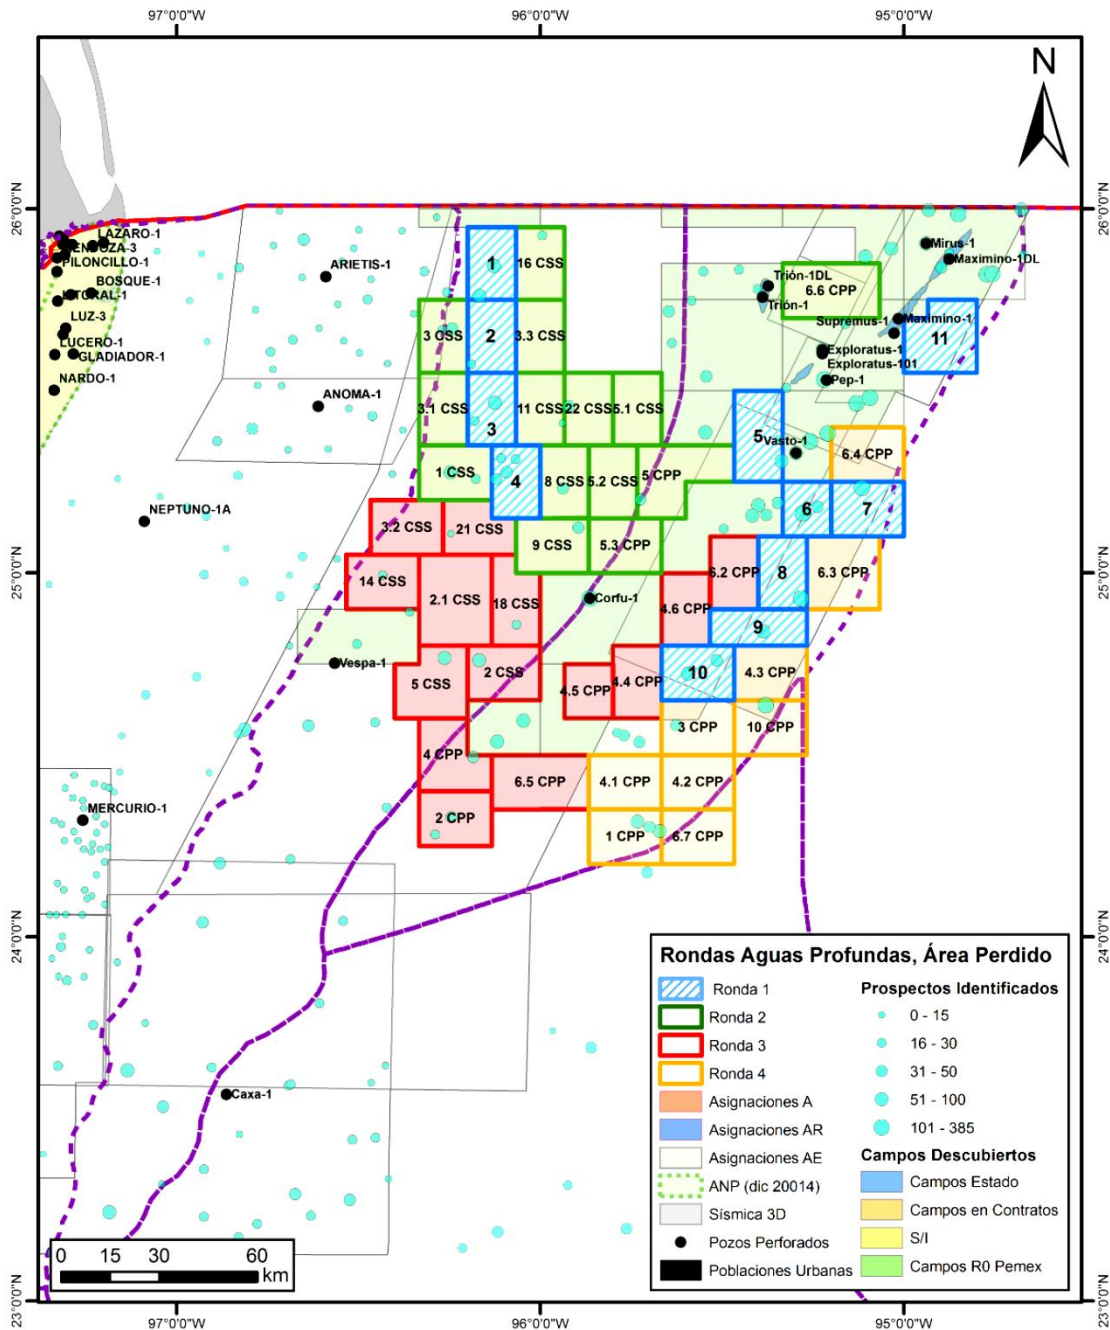 97°0'0"W 96°0'0"W 95°0'0"W
N
26°0'0"N 26°0'0"N
LAZARO-1
MENDOZA-3
PILONCILLO-1
BOSQUE-1
LITORAL-1
LUZ-3
LUCERO-1
GLADIADOR-1
NARDO-1
ARIETIS-1
ANOMA-1
NEPTUNO-1A
1 16 CSS
3 CSS 2 3.3 CSS
3.1 CSS 3 11 CSS 22 CSS 5.1 CSS
1 CSS 4 8 CSS 5.2 CSS 5 CPP
9 CSS 5.3 CPP
Mirus-1
Maximino-1DL
Trión-1DL
Trión-1
6.6 CPP
Supremus-1
Maximino-1
11
Exploratus-1
Exploratus-101
Pep-1
5
Vasto-1
6.4 CPP
6 7
3.2 CSS 21 CSS
25°0'0"N 25°0'0"N
14 CSS 2.1 CSS 18 CSS
Corfu-1
6.2 CPP 8 6.3 CPP
4.6 CPP
9
Vespa-1
5 CSS 2 CSS
4.5 CPP 4.4 CPP 10 4.3 CPP
3 CPP 10 CPP
4 CPP
6.5 CPP 4.1 CPP 4.2 CPP
2 CPP 1 CPP 6.7 CPP
MERCURIO-1
24°0'0"N 24°0'0"N
Caxa-1
Rondas Aguas Profundas, Área Perdido
Ronda 1
Ronda 2
Ronda 3
Ronda 4
Asignaciones A
Asignaciones AR
Asignaciones AE
ANP (dic 20014)
Sísmica 3D
Pozos Perforados
Poblaciones Urbanas
Prospectos Identificados
0 - 15
16 - 30
31 - 50
51 - 100
101 - 385
Campos Descubiertos
Campos Estado
Campos en Contratos
S/I
Campos R0 Pemex
0 15 30 60
km
23°0'0"N 23°0'0"N
97°0'0"W 96°0'0"W 95°0'0"W